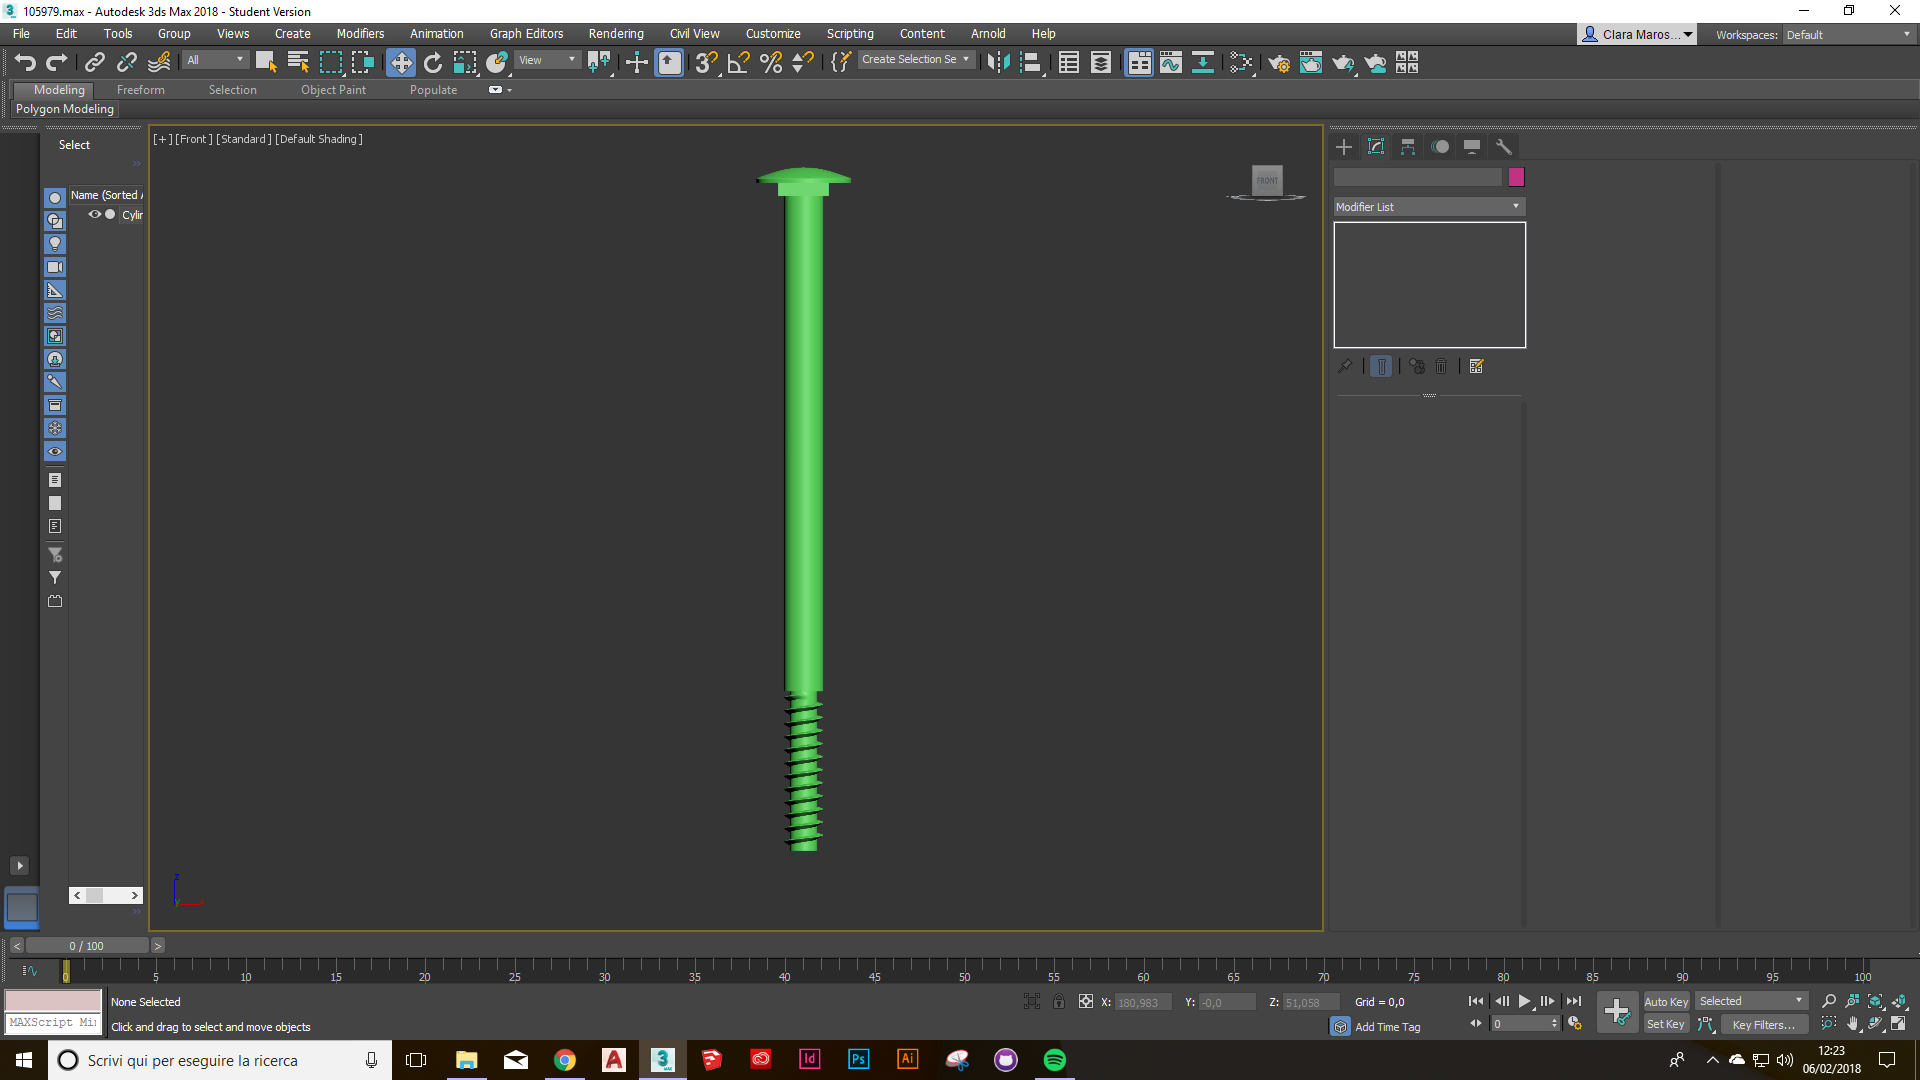 105979.max - Autodesk 3ds Max 2018 - Student Version
File Edit Tools Group Views Create Modifiers Animation Graph Editors Rendering Civil View Customize Scripting Content Arnold Help
Clara Maros... Workspaces: Default
All View Create Selection Se
Modeling Freeform Selection Object Paint Populate
Polygon Modeling
Select
[+] [Front] [Standard] [Default Shading]
FRONT
Name (Sorted A
Cylin
Modifier List
z
0 / 100
0 5 10 15 20 25 30 35 40 45 50 55 60 65 70 75 80 85 90 95 100
None Selected
X: 180,983 Y: -0,0 Z: 51,058 Grid = 0,0
Auto Key Selected
MAXScript Mi
Click and drag to select and move objects
Add Time Tag
0
Set Key Key Filters...
Scrivi qui per eseguire la ricerca
A 3 MAX Id Ps Ai
12:23
06/02/2018